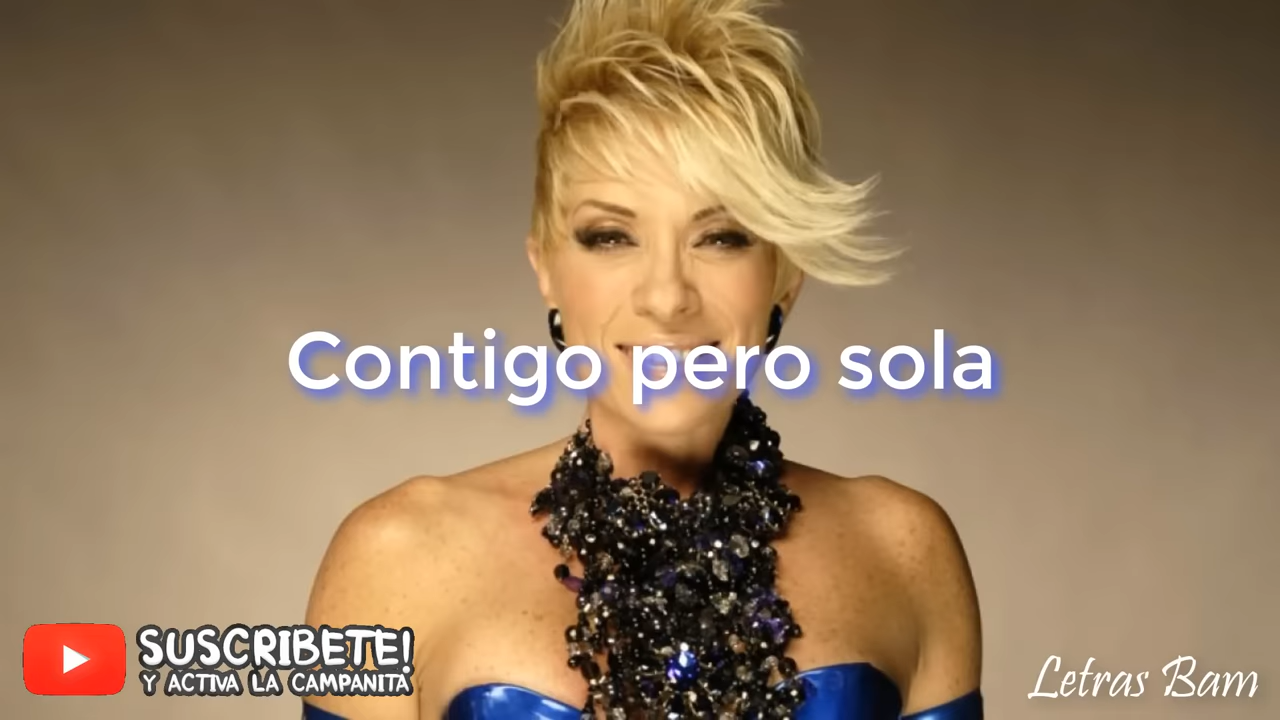 Contigo pero sola
SUSCRIBETE!
Y ACTIVA LA CAMPANITA
Letras Bam